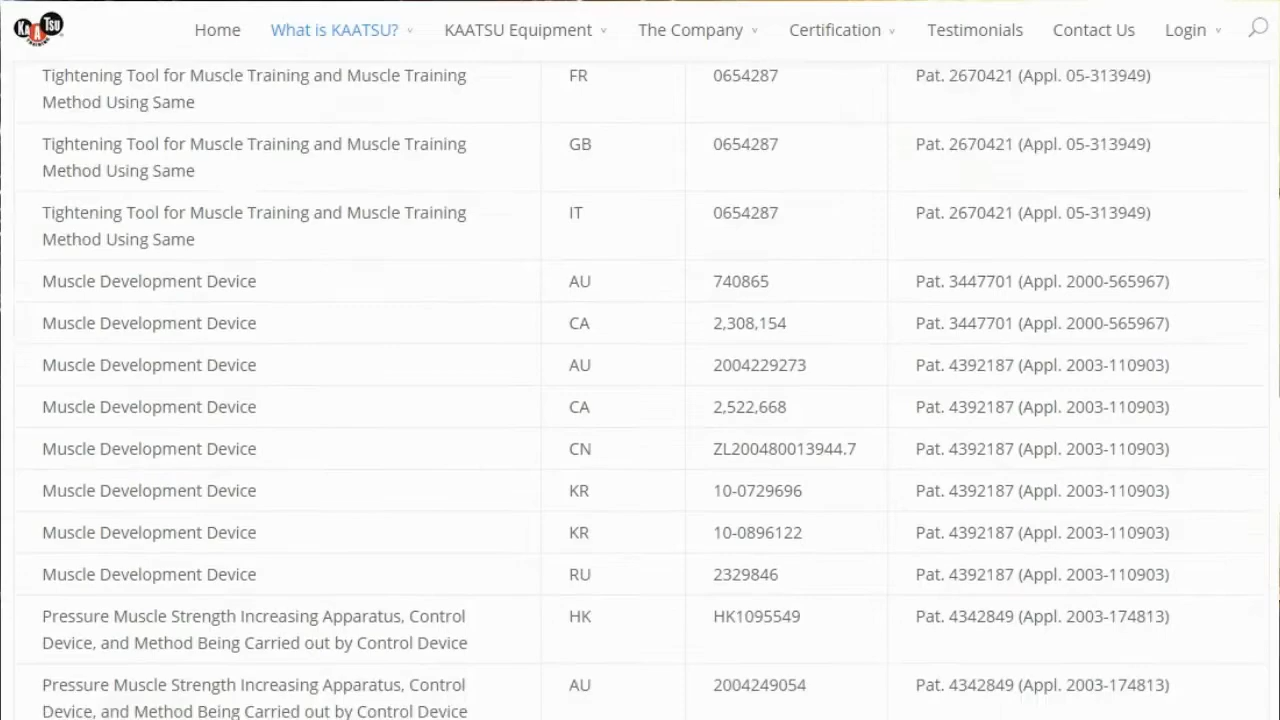 KAATSU
TRAINING
Home What is KAATSU? KAATSU Equipment The Company Certification Testimonials Contact Us Login
Tightening Tool for Muscle Training and Muscle Training FR 0654287 Pat. 2670421 (Appl. 05-313949)
Method Using Same
Tightening Tool for Muscle Training and Muscle Training GB 0654287 Pat. 2670421 (Appl. 05-313949)
Method Using Same
Tightening Tool for Muscle Training and Muscle Training IT 0654287 Pat. 2670421 (Appl. 05-313949)
Method Using Same
Muscle Development Device AU 740865 Pat. 3447701 (Appl. 2000-565967)
Muscle Development Device CA 2,308,154 Pat. 3447701 (Appl. 2000-565967)
Muscle Development Device AU 2004229273 Pat. 4392187 (Appl. 2003-110903)
Muscle Development Device CA 2,522,668 Pat. 4392187 (Appl. 2003-110903)
Muscle Development Device CN ZL200480013944.7 Pat. 4392187 (Appl. 2003-110903)
Muscle Development Device KR 10-0729696 Pat. 4392187 (Appl. 2003-110903)
Muscle Development Device KR 10-0896122 Pat. 4392187 (Appl. 2003-110903)
Muscle Development Device RU 2329846 Pat. 4392187 (Appl. 2003-110903)
Pressure Muscle Strength Increasing Apparatus, Control HK HK1095549 Pat. 4342849 (Appl. 2003-174813)
Device, and Method Being Carried out by Control Device
Pressure Muscle Strength Increasing Apparatus, Control AU 2004249054 Pat. 4342849 (Appl. 2003-174813)
Device, and Method Being Carried out by Control Device